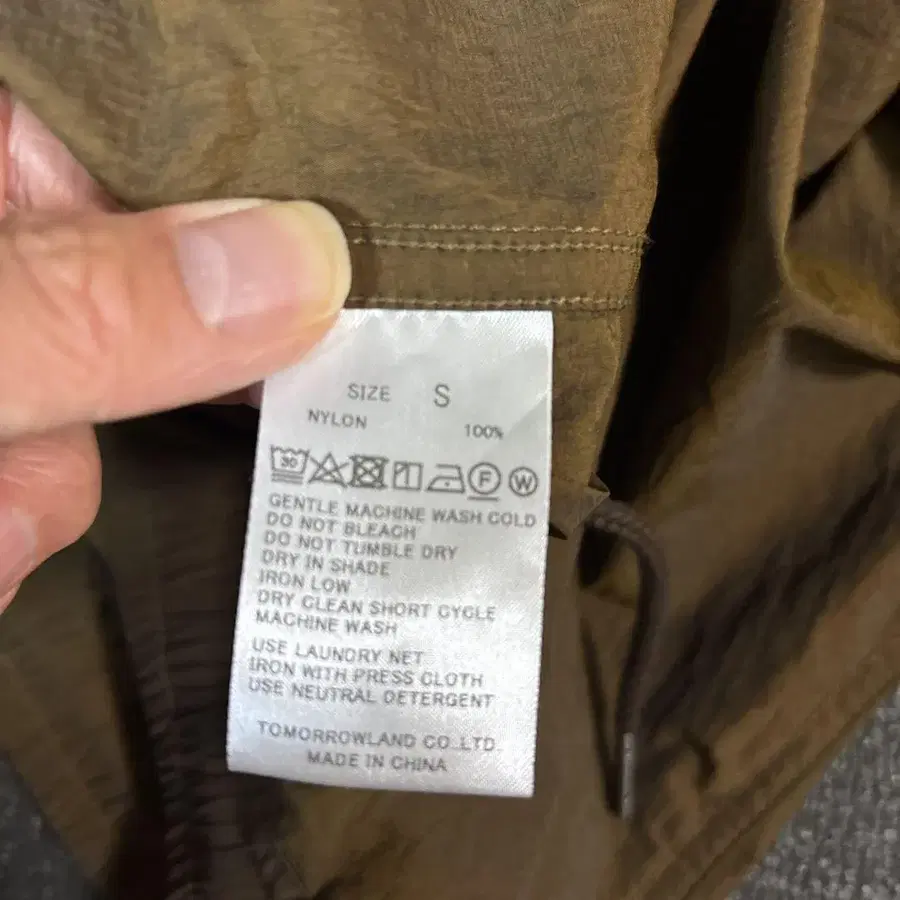 SIZE S
NYLON 100%
30 F W
GENTLE MACHINE WASH COLD
DO NOT BLEACH
DO NOT TUMBLE DRY
DRY IN SHADE
IRON LOW
DRY CLEAN SHORT CYCLE
MACHINE WASH
USE LAUNDRY NET
IRON WITH PRESS CLOTH
USE NEUTRAL DETERGENT
TOMORROWLAND CO.,LTD.
MADE IN CHINA